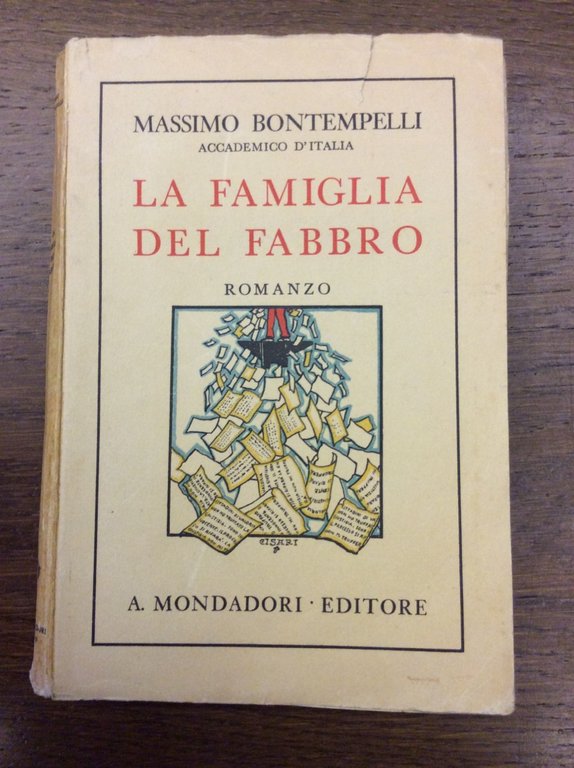 MASSIMO BONTEMPELLI
ACCADEMICO D'ITALIA
LA FAMIGLIA
DEL FABBRO
ROMANZO
CISARI
A. MONDADORI · EDITORE